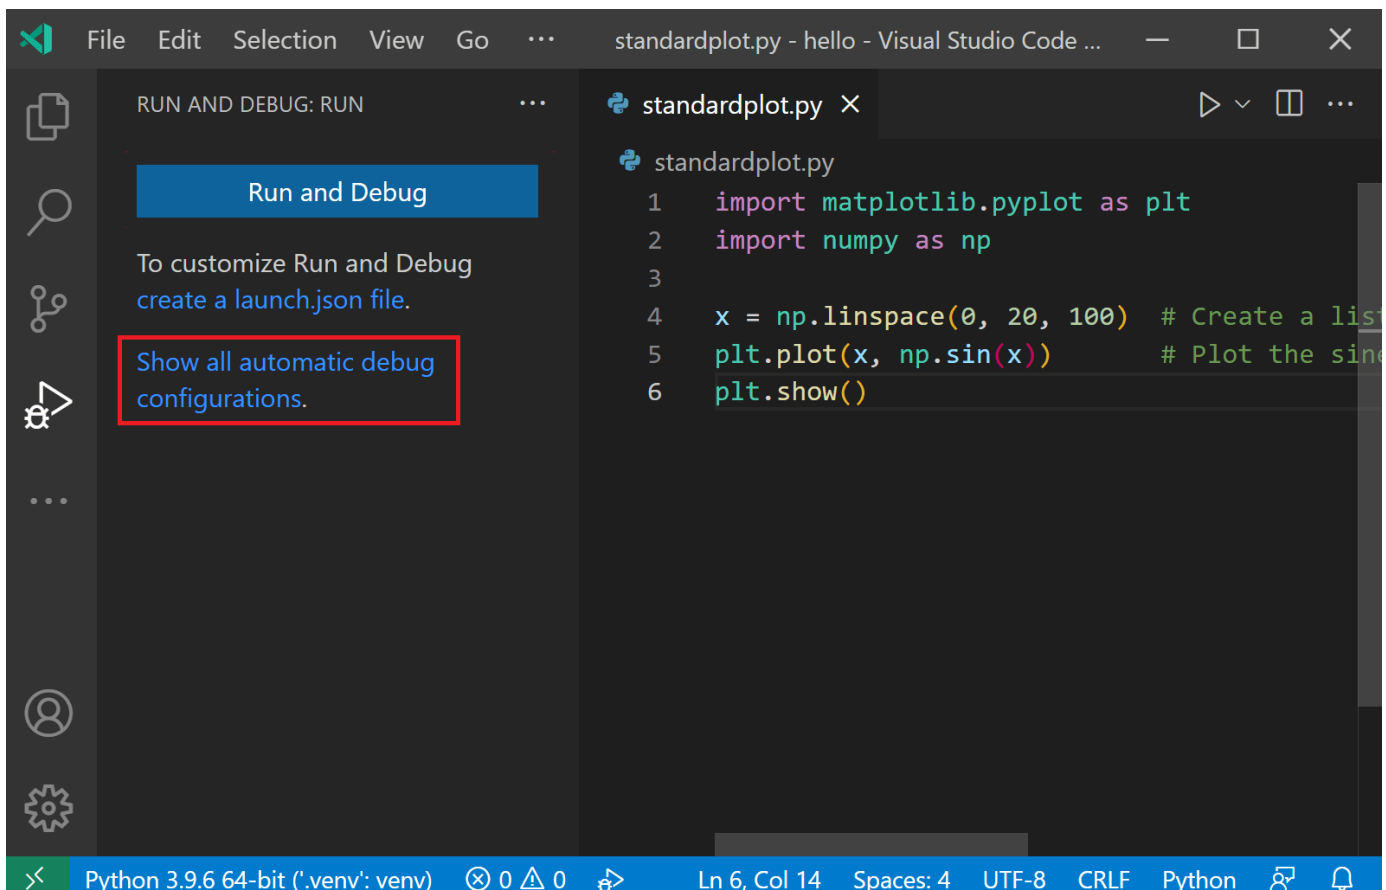 File Edit Selection View Go ··· standardplot.py - hello - Visual Studio Code ...
RUN AND DEBUG: RUN ···
Run and Debug
To customize Run and Debug
create a launch.json file.
Show all automatic debug
configurations.
standardplot.py
standardplot.py
1 import matplotlib.pyplot as plt
2 import numpy as np
3
4 x = np.linspace(0, 20, 100)  # Create a list
5 plt.plot(x, np.sin(x))       # Plot the sine
6 plt.show()
Python 3.9.6 64-bit ('.venv': venv) 0 0 Ln 6, Col 14 Spaces: 4 UTF-8 CRLF Python